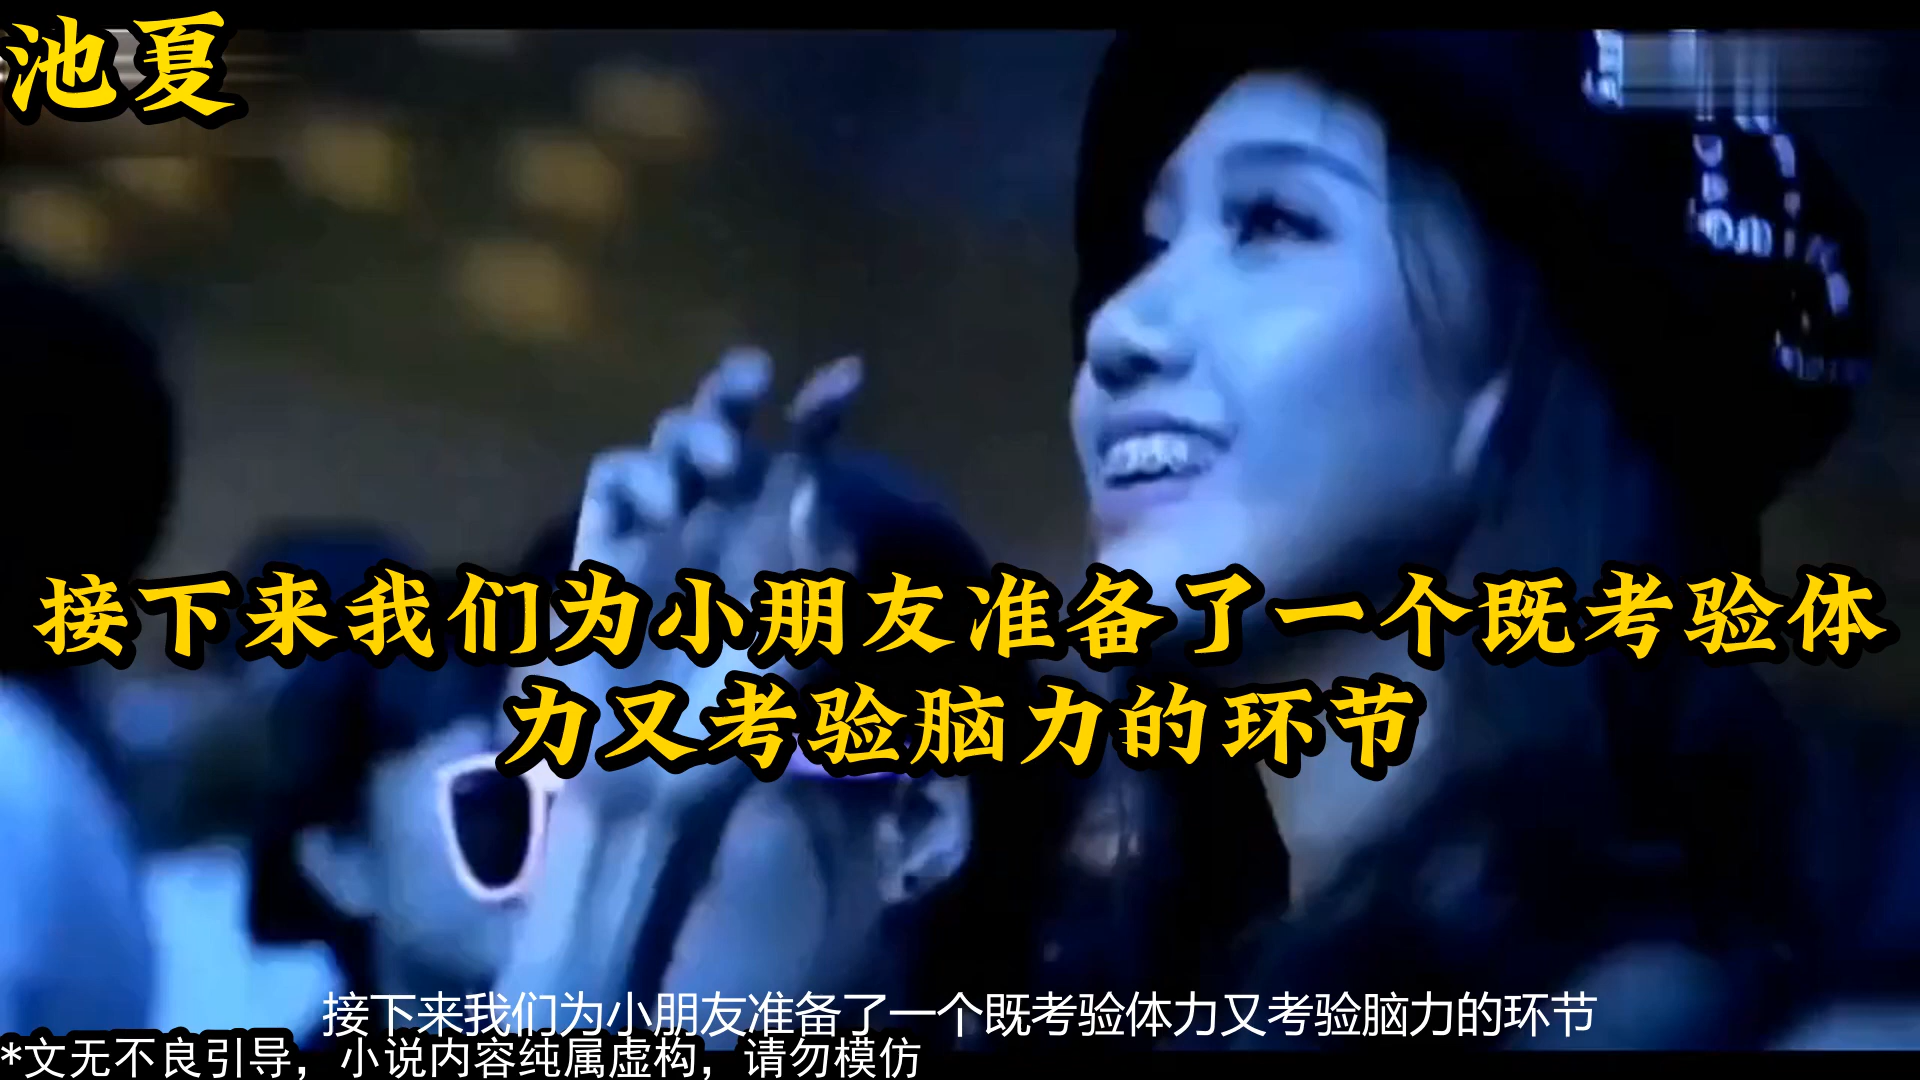 池夏
接下来我们为小朋友准备了一个既考验体
力又考验脑力的环节
接下来我们为小朋友准备了一个既考验体力又考验脑力的环节
*文无不良引导，小说内容纯属虚构，请勿模仿